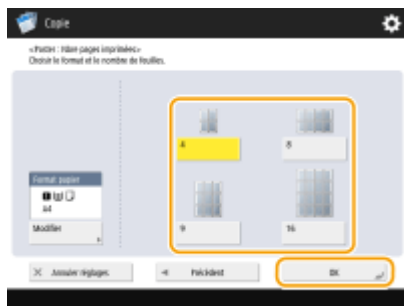 Copie
<Poster : Nbre pages imprimées>
Choisir le format et le nombre de feuilles.
4
8
Format papier
A4
Modifier
9
16
Annuler réglages
Précédent
OK